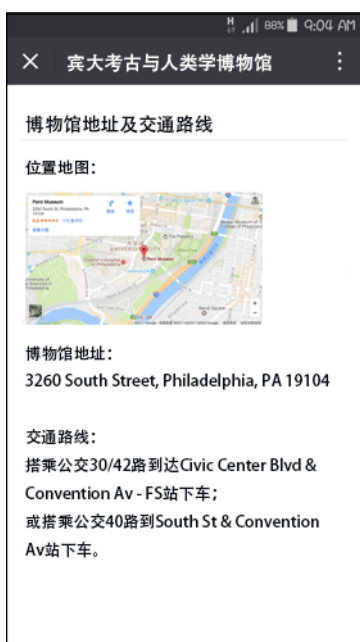 H
88% 9:04 AM
宾大考古与人类学博物馆
博物馆地址及交通路线
位置地图：
Penn Museum
Penn Museum
博物馆地址：
3260 South Street, Philadelphia, PA 19104
交通路线：
搭乘公交30/42路到达Civic Center Blvd &
Convention Av - FS站下车；
或搭乘公交40路到South St & Convention
Av站下车。